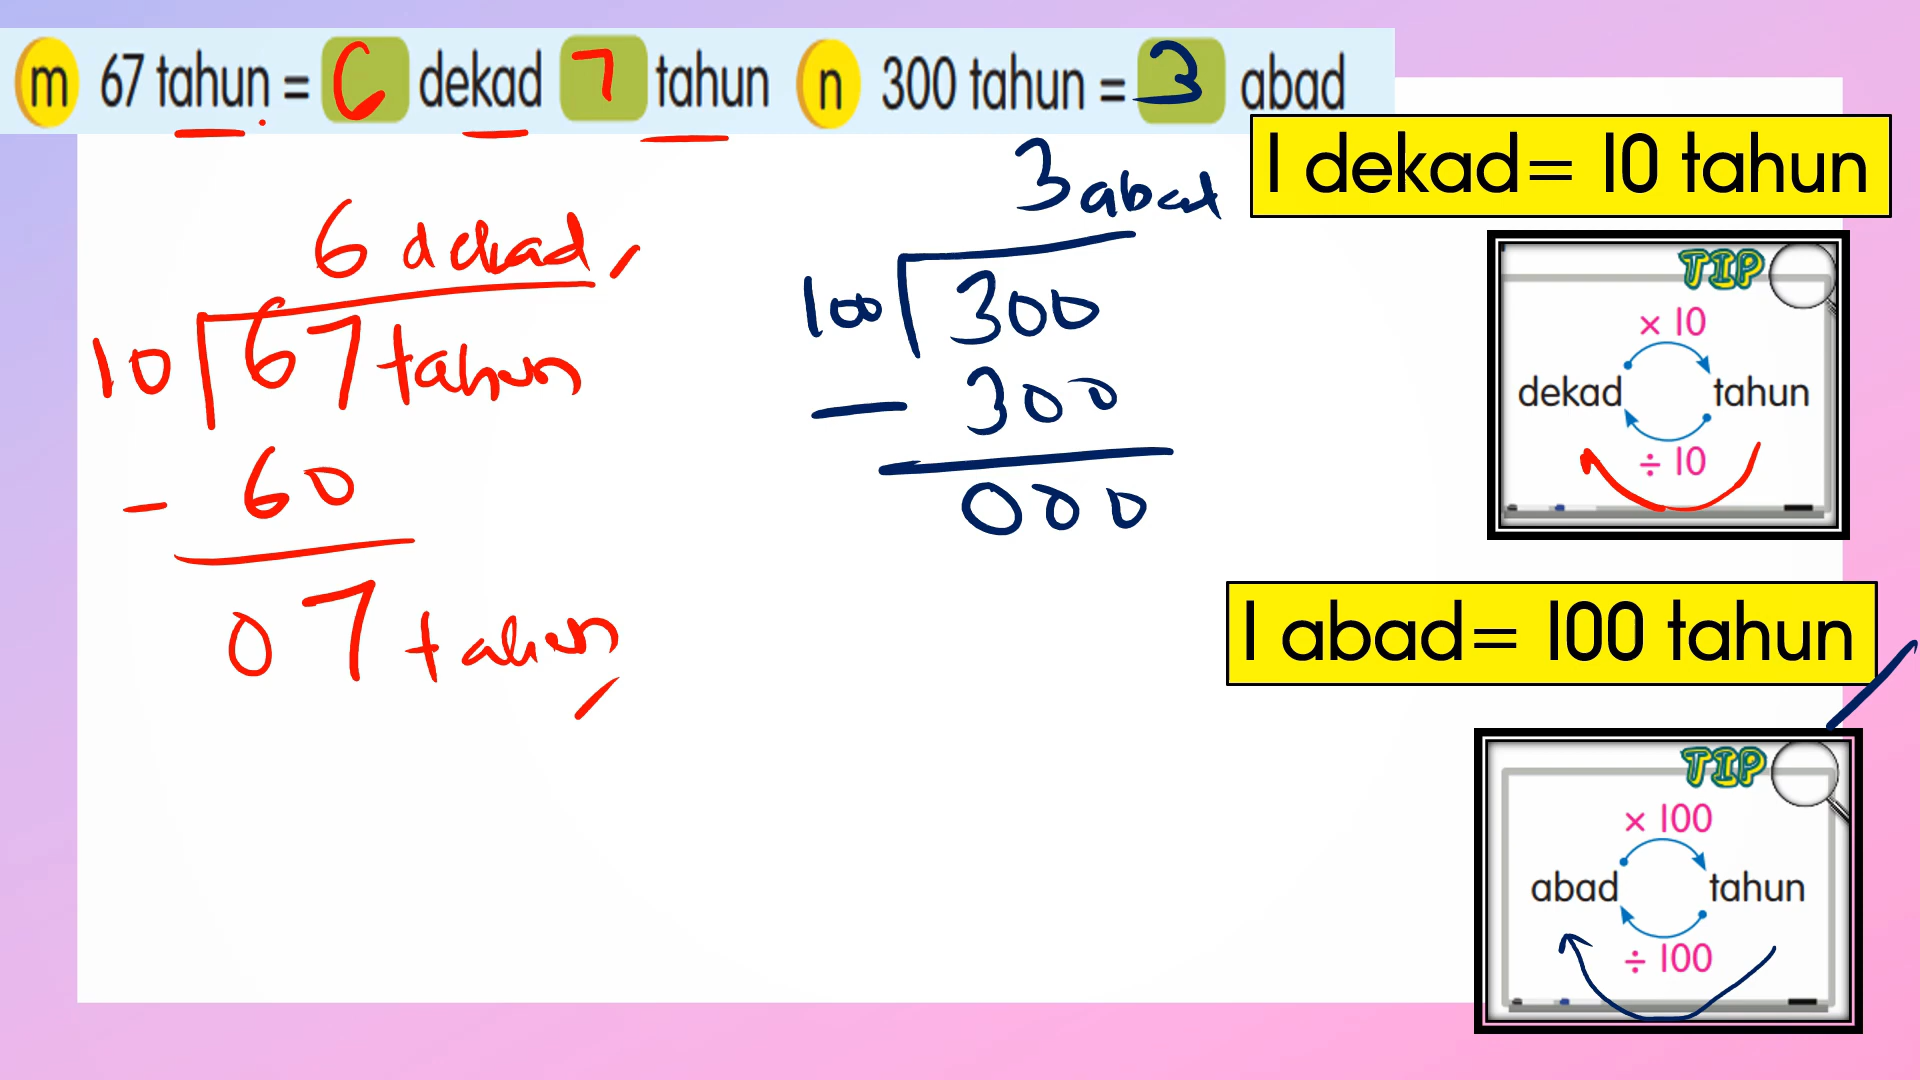 m 67 tahun = 6 dekad 7 tahun n 300 tahun = 3 abad
1 dekad= 10 tahun
6 dekad
10 67 tahun
- 60
07 tahun
3 abad
100 300
- 300
000
TIP
× 10
dekad tahun
÷ 10
1 abad= 100 tahun
TIP
× 100
abad tahun
÷ 100